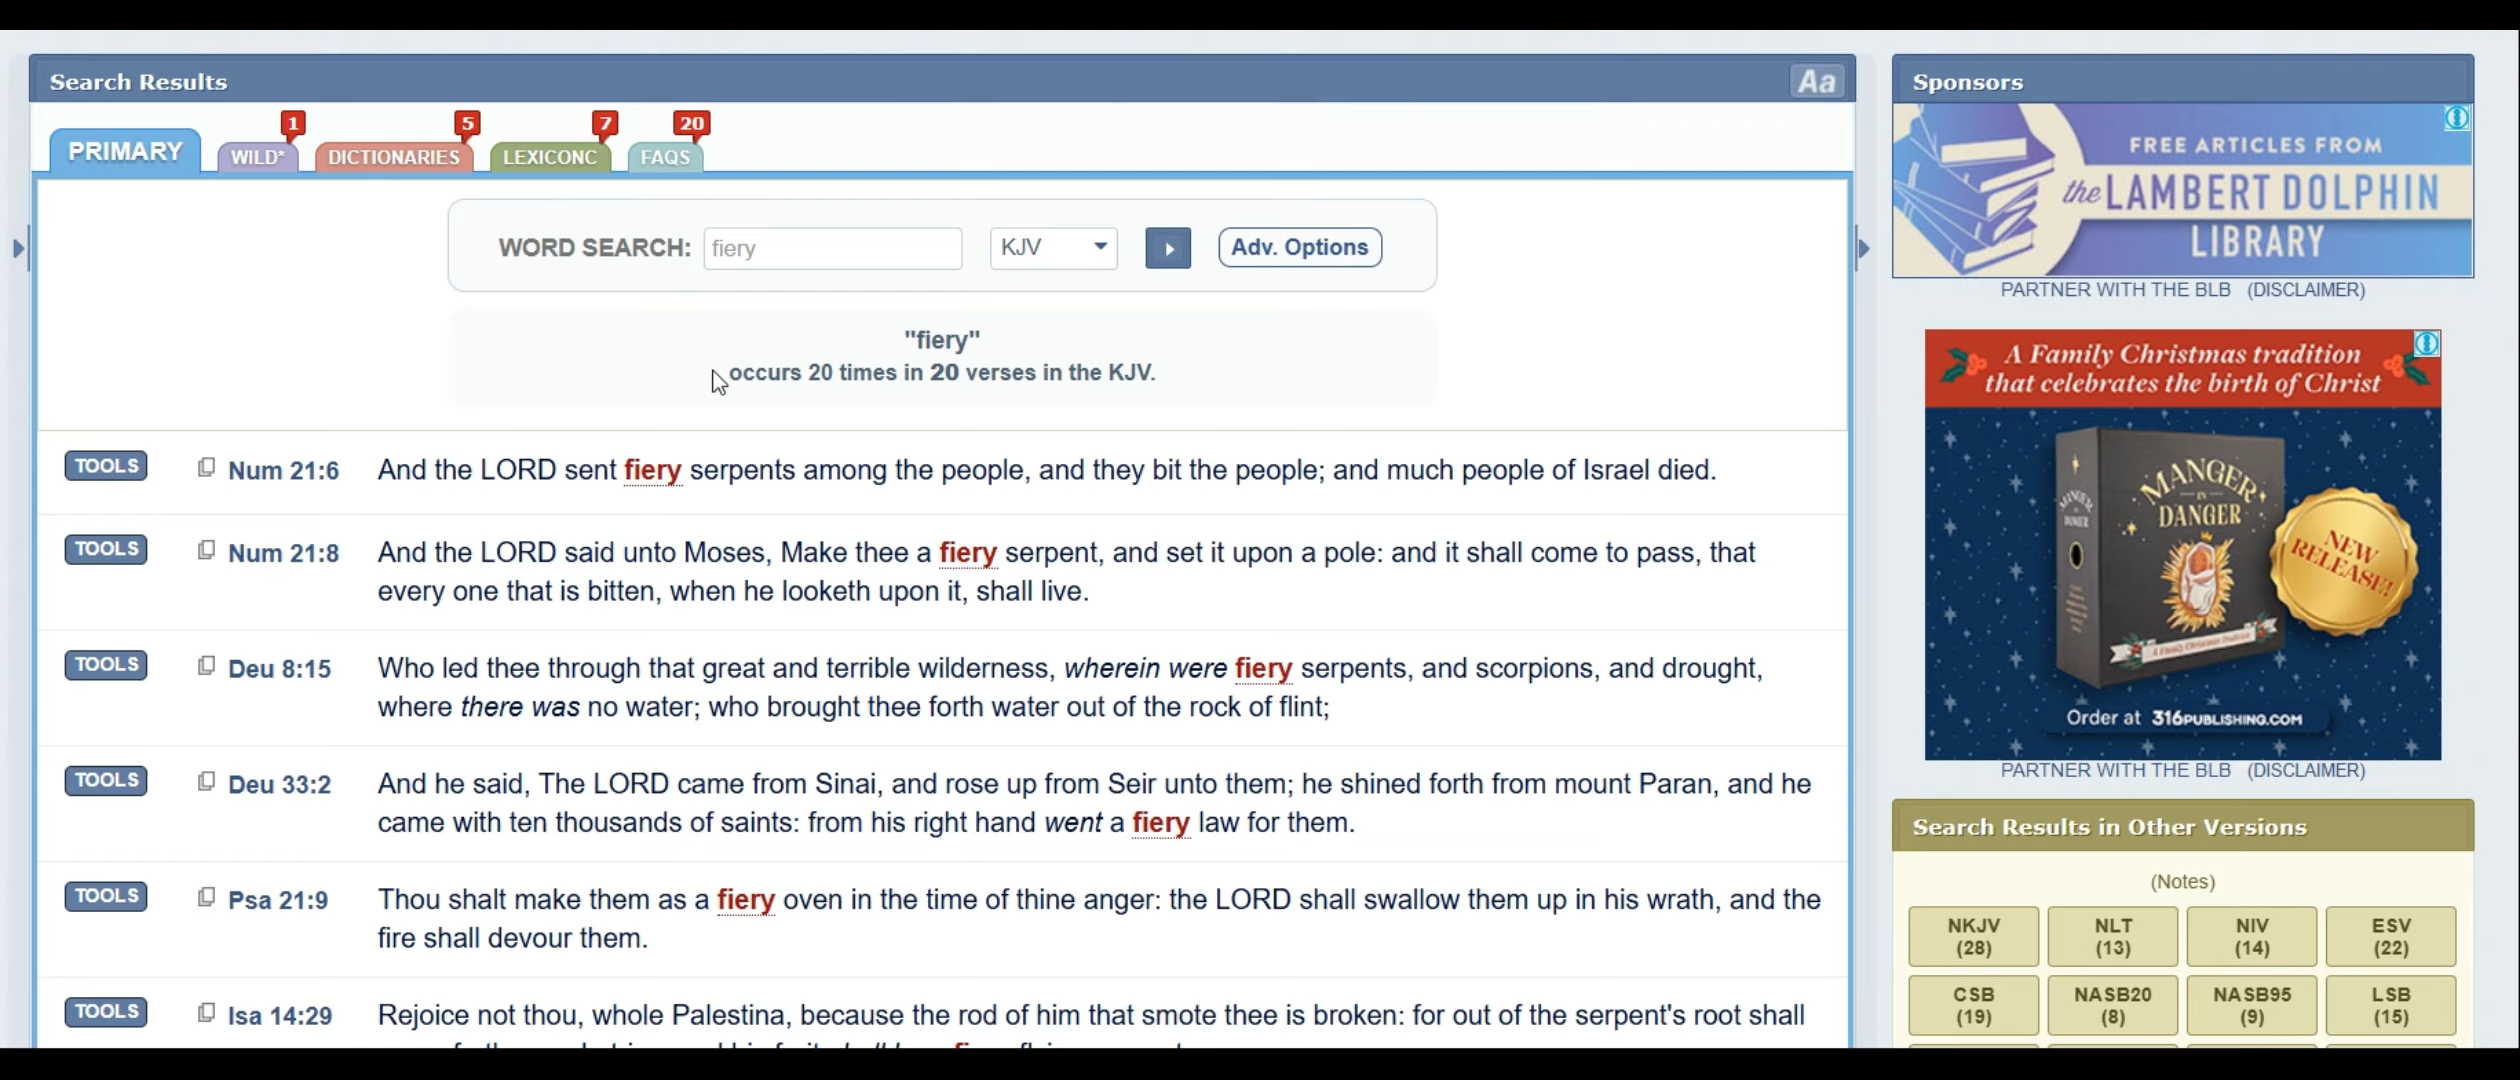 Search Results
Aa
PRIMARY
WILD*
1
DICTIONARIES
5
LEXICONC
7
FAQS
20
WORD SEARCH:
fiery
KJV
Adv. Options
"fiery"
occurs 20 times in 20 verses in the KJV.
TOOLS
Num 21:6
And the LORD sent fiery serpents among the people, and they bit the people; and much people of Israel died.
TOOLS
Num 21:8
And the LORD said unto Moses, Make thee a fiery serpent, and set it upon a pole: and it shall come to pass, that
every one that is bitten, when he looketh upon it, shall live.
TOOLS
Deu 8:15
Who led thee through that great and terrible wilderness, wherein were fiery serpents, and scorpions, and drought,
where there was no water; who brought thee forth water out of the rock of flint;
TOOLS
Deu 33:2
And he said, The LORD came from Sinai, and rose up from Seir unto them; he shined forth from mount Paran, and he
came with ten thousands of saints: from his right hand went a fiery law for them.
TOOLS
Psa 21:9
Thou shalt make them as a fiery oven in the time of thine anger: the LORD shall swallow them up in his wrath, and the
fire shall devour them.
TOOLS
Isa 14:29
Rejoice not thou, whole Palestina, because the rod of him that smote thee is broken: for out of the serpent's root shall
Sponsors
FREE ARTICLES FROM
the LAMBERT DOLPHIN
LIBRARY
PARTNER WITH THE BLB (DISCLAIMER)
A Family Christmas tradition
that celebrates the birth of Christ
MANGER
IN
DANGER
NEW
RELEASE!
A Family Christmas Tradition
Order at 316PUBLISHING.COM
PARTNER WITH THE BLB (DISCLAIMER)
Search Results in Other Versions
(Notes)
NKJV
(28)
NLT
(13)
NIV
(14)
ESV
(22)
CSB
(19)
NASB20
(8)
NASB95
(9)
LSB
(15)